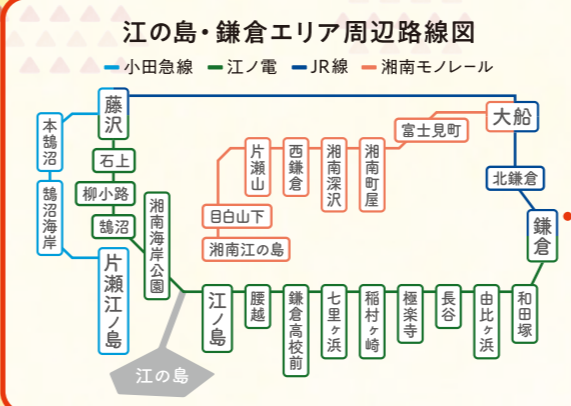 江の島・鎌倉エリア周辺路線図
小田急線 江ノ電 JR線 湘南モノレール
藤沢
本鵠沼
鵠沼海岸
片瀬江ノ島
石上
柳小路
鵠沼
湘南海岸公園
江ノ島
腰越
鎌倉高校前
七里ヶ浜
稲村ヶ崎
極楽寺
長谷
由比ヶ浜
和田塚
鎌倉
北鎌倉
大船
富士見町
湘南町屋
湘南深沢
西鎌倉
片瀬山
目白山下
湘南江の島
江の島